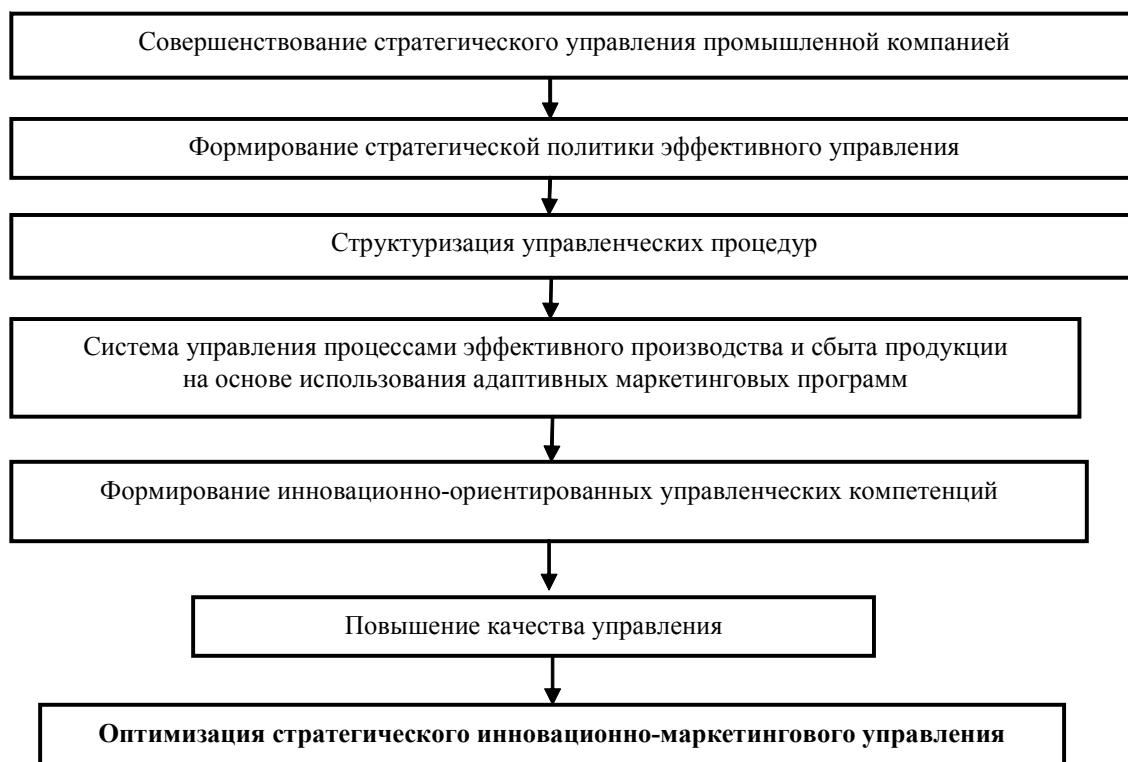 Совершенствование стратегического управления промышленной компанией
Формирование стратегической политики эффективного управления
Структуризация управленческих процедур
Система управления процессами эффективного производства и сбыта продукции
на основе использования адаптивных маркетинговых программ
Формирование инновационно-ориентированных управленческих компетенций
Повышение качества управления
Оптимизация стратегического инновационно-маркетингового управления